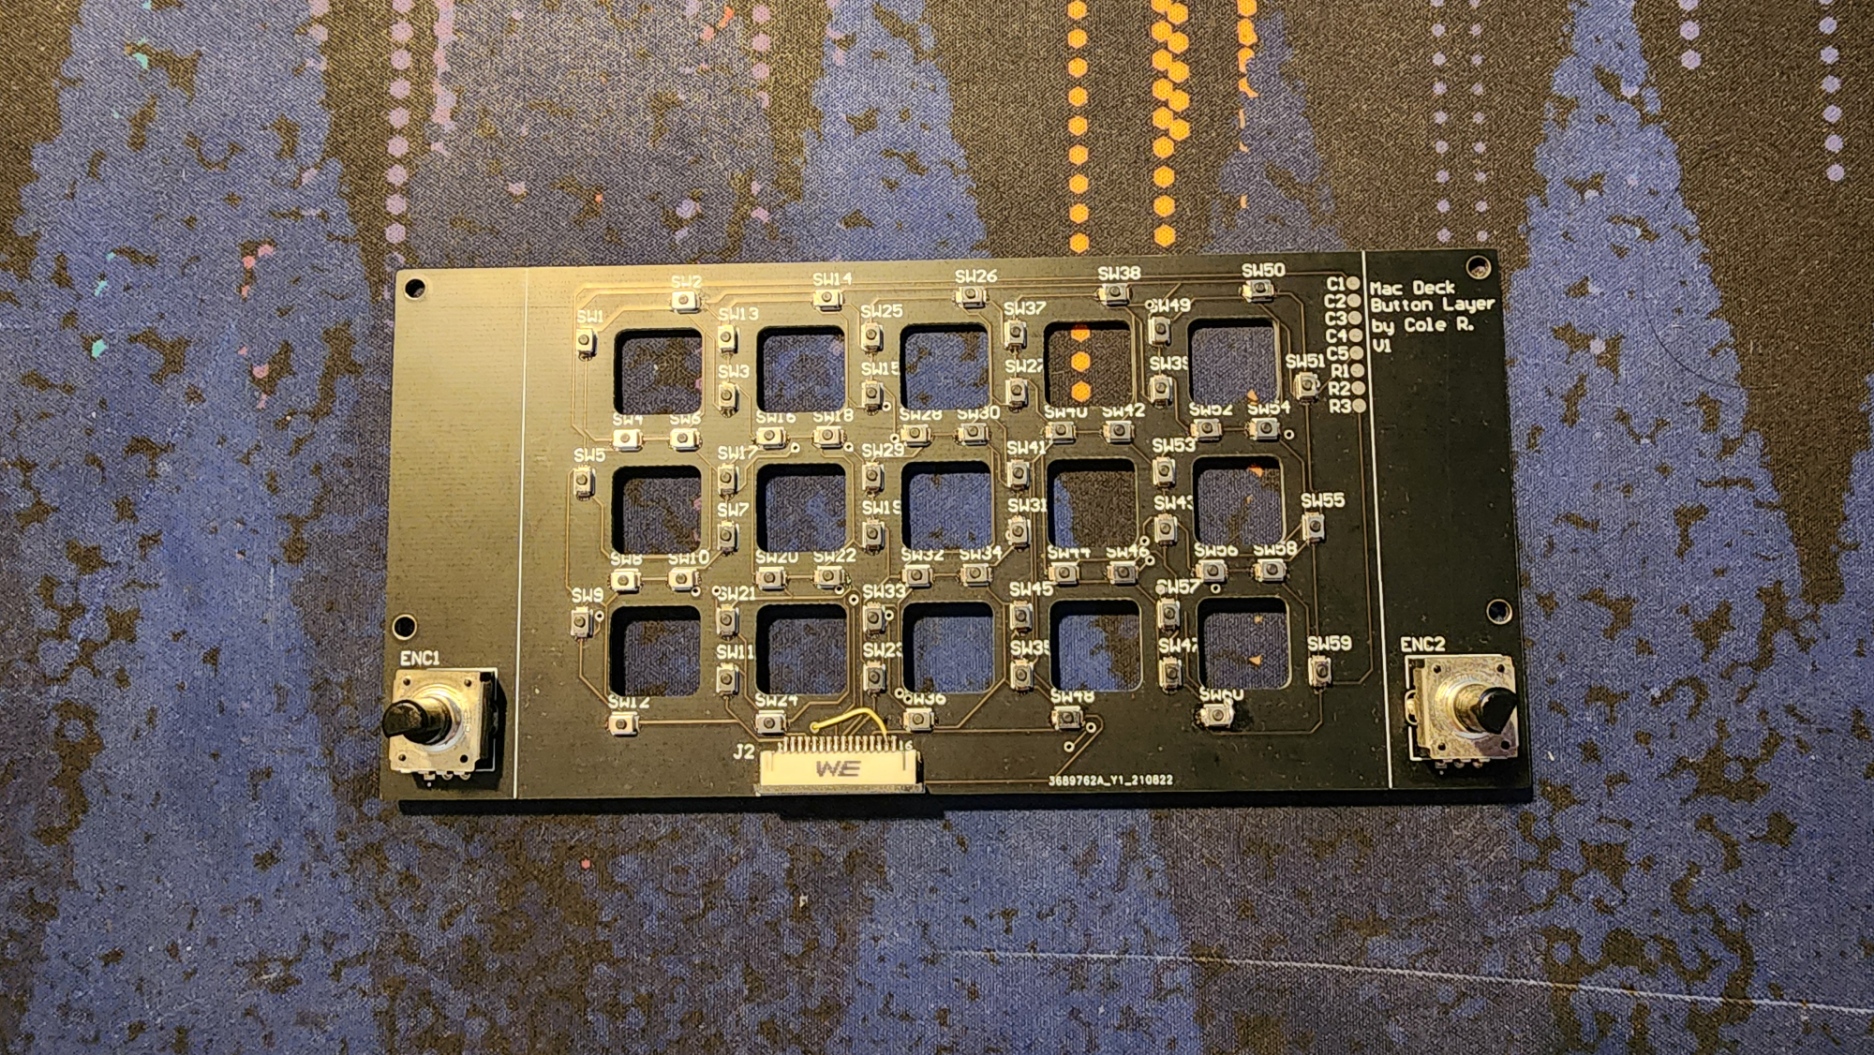 SW2 SW14 SW26 SW38 SW50
SW1 SW13 SW25 SW37 SW49
C1
C2
C3
C4
C5
R1
R2
R3
Mac Deck
Button Layer
by Cole R.
V1
SW3 SW15 SW27 SW39 SW51
SW4 SW6 SW16 SW18 SW28 SW30 SW40 SW42 SW52 SW54
SW5 SW17 SW29 SW41 SW53
SW7 SW19 SW31 SW43 SW55
SW8 SW10 SW20 SW22 SW32 SW34 SW44 SW46 SW56 SW58
SW9 SW21 SW33 SW45 SW57
SW11 SW23 SW35 SW47 SW59
ENC1
ENC2
SW12 SW24 SW36 SW48 SW60
J2
16
WE
3689762A_Y1_210822